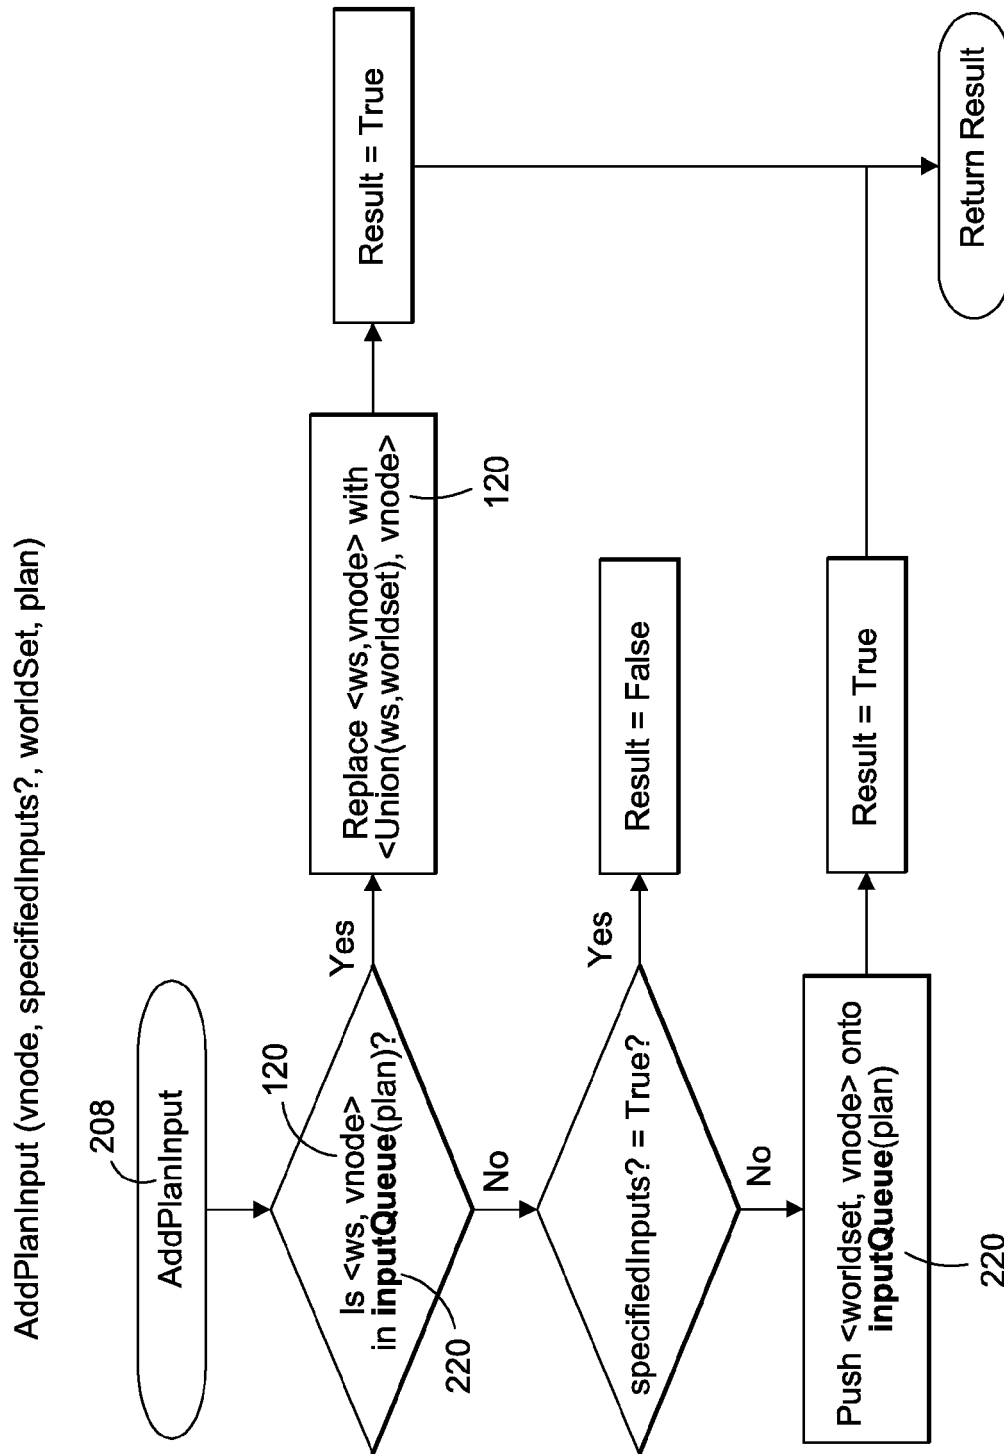 AddPlanInput (vnode, specifiedInputs?, worldSet, plan)
208
AddPlanInput
120
Is <ws, vnode>
in inputQueue(plan)?
220
Yes
Replace <ws,vnode> with
<Union(ws,worldset), vnode>
120
Result = True
No
specifiedInputs? = True?
Yes
Result = False
No
Push <worldset, vnode> onto
inputQueue(plan)
220
Result = True
Return Result